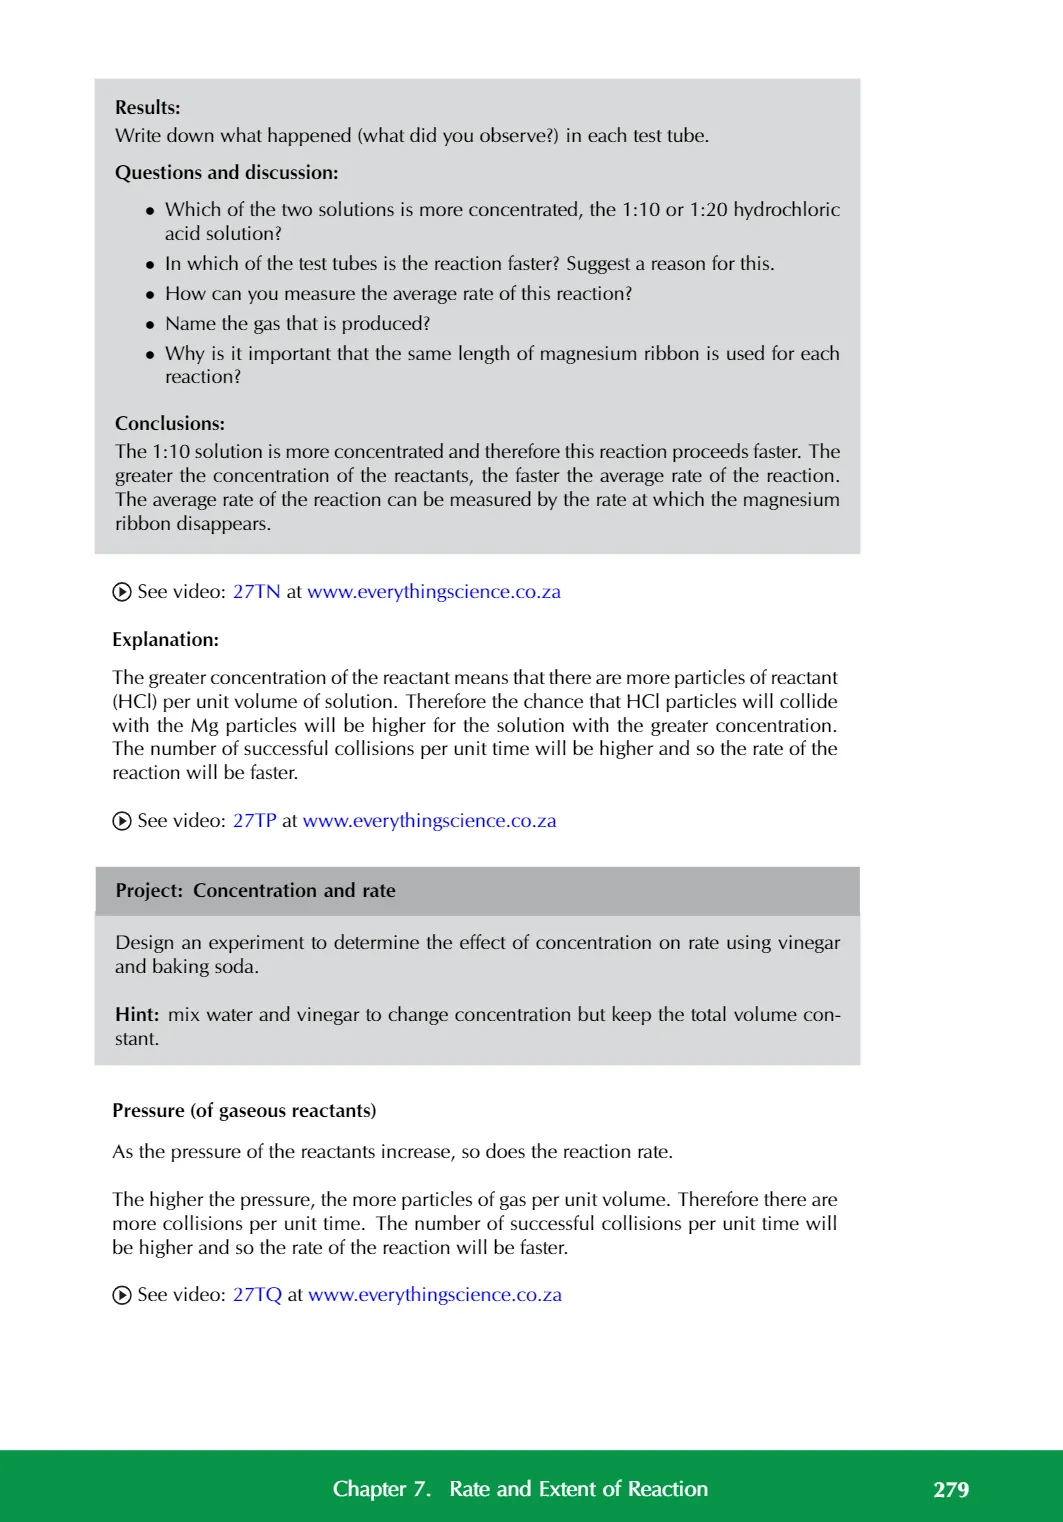 Results:
Write down what happened (what did you observe?) in each test tube.
Questions and discussion:
• Which of the two solutions is more concentrated, the 1:10 or 1:20 hydrochloric
acid solution?
• In which of the test tubes is the reaction faster? Suggest a reason for this.
• How can you measure the average rate of this reaction?
• Name the gas that is produced?
• Why is it important that the same length of magnesium ribbon is used for each
reaction?
Conclusions:
The 1:10 solution is more concentrated and therefore this reaction proceeds faster. The
greater the concentration of the reactants, the faster the average rate of the reaction.
The average rate of the reaction can be measured by the rate at which the magnesium
ribbon disappears.
See video: 27TN at www.everythingscience.co.za
Explanation:
The greater concentration of the reactant means that there are more particles of reactant
(HCl) per unit volume of solution. Therefore the chance that HCl particles will collide
with the Mg particles will be higher for the solution with the greater concentration.
The number of successful collisions per unit time will be higher and so the rate of the
reaction will be faster.
See video: 27TP at www.everythingscience.co.za
Project: Concentration and rate
Design an experiment to determine the effect of concentration on rate using vinegar
and baking soda.
Hint: mix water and vinegar to change concentration but keep the total volume con-
stant.
Pressure (of gaseous reactants)
As the pressure of the reactants increase, so does the reaction rate.
The higher the pressure, the more particles of gas per unit volume. Therefore there are
more collisions per unit time. The number of successful collisions per unit time will
be higher and so the rate of the reaction will be faster.
See video: 27TQ at www.everythingscience.co.za
Chapter 7. Rate and Extent of Reaction 279